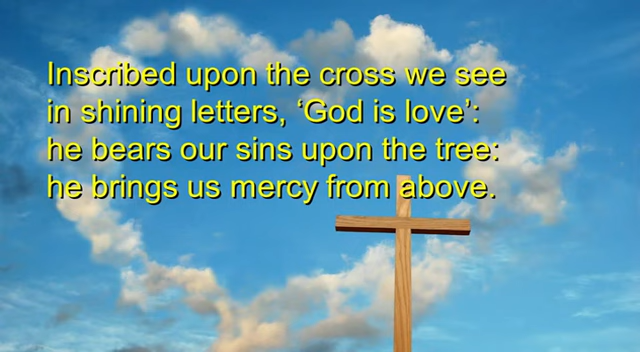 Inscribed upon the cross we see
in shining letters, ‘God is love’:
he bears our sins upon the tree:
he brings us mercy from above.